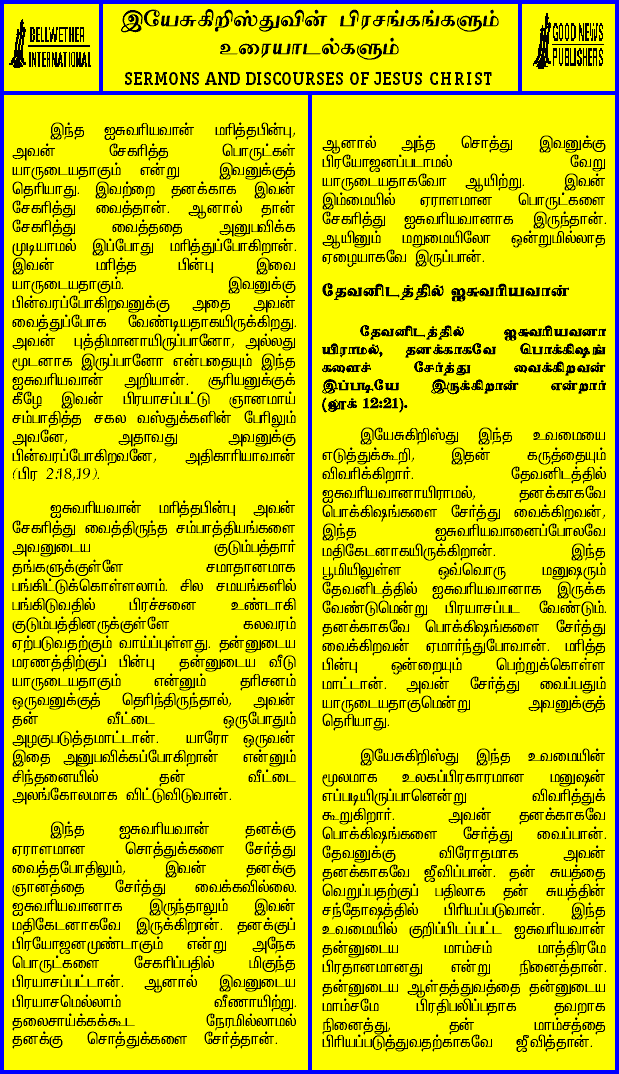 BELLWETHER
INTERNATIONAL
இயேசுகிறிஸ்துவின் பிரசங்கங்களும்
உரையாடல்களும்
SERMONS AND DISCOURSES OF JESUS CHRIST
GOOD NEWS
PUBLISHERS
இந்த ஐசுவரியவான் மரித்தபின்பு,
அவன் சேகரித்த பொருட்கள்
யாருடையதாகும் என்று இவனுக்குத்
தெரியாது. இவற்றை தனக்காக இவன்
சேகரித்து வைத்தான். ஆனால் தான்
சேகரித்து வைத்ததை அனுபவிக்க
முடியாமல் இப்போது மரித்துப்போகிறான்.
இவன் மரித்த பின்பு இவை
யாருடையதாகும். இவனுக்கு
பின்வரப்போகிறவனுக்கு அதை அவன்
வைத்துப்போக வேண்டியதாகயிருக்கிறது.
அவன் புத்திமானாயிருப்பானோ, அல்லது
மூடனாக இருப்பானோ என்பதையும் இந்த
ஐசுவரியவான் அறியான். சூரியனுக்குக்
கீழே இவன் பிரயாசப்பட்டு ஞானமாய்
சம்பாதித்த சகல வஸ்துக்களின் பேரிலும்
அவனே, அதாவது அவனுக்கு
பின்வரப்போகிறவனே, அதிகாரியாவான்
(பிர 2:18,19).
ஐசுவரியவான் மரித்தபின்பு அவன்
சேகரித்து வைத்திருந்த சம்பாத்தியங்களை
அவனுடைய குடும்பத்தார்
தங்களுக்குள்ளே சமாதானமாக
பங்கிட்டுக்கொள்ளலாம். சில சமயங்களில்
பங்கிடுவதில் பிரச்சனை உண்டாகி
குடும்பத்தினருக்குள்ளே கலவரம்
ஏற்படுவதற்கும் வாய்ப்புள்ளது. தன்னுடைய
மரணத்திற்குப் பின்பு தன்னுடைய வீடு
யாருடையதாகும் என்னும் தரிசனம்
ஒருவனுக்குத் தெரிந்திருந்தால், அவன்
தன் வீட்டை ஒருபோதும்
அழகுபடுத்தமாட்டான். யாரோ ஒருவன்
இதை அனுபவிக்கப்போகிறான் என்னும்
சிந்தனையில் தன் வீட்டை
அலங்கோலமாக விட்டுவிடுவான்.
இந்த ஐசுவரியவான் தனக்கு
ஏராளமான சொத்துக்களை சேர்த்து
வைத்தபோதிலும், இவன் தனக்கு
ஞானத்தை சேர்த்து வைக்கவில்லை.
ஐசுவரியவானாக இருந்தாலும் இவன்
மதிகேடனாகவே இருக்கிறான். தனக்குப்
பிரயோஜனமுண்டாகும் என்று அநேக
பொருட்களை சேகரிப்பதில் மிகுந்த
பிரயாசப்பட்டான். ஆனால் இவனுடைய
பிரயாசமெல்லாம் வீணாயிற்று.
தலைசாய்க்கக்கூட நேரமில்லாமல்
தனக்கு சொத்துக்களை சேர்த்தான்.
ஆனால் அந்த சொத்து இவனுக்கு
பிரயோஜனப்படாமல் வேறு
யாருடையதாகவோ ஆயிற்று. இவன்
இம்மையில் ஏராளமான பொருட்களை
சேகரித்து ஐசுவரியவானாக இருந்தான்.
ஆயினும் மறுமையிலோ ஒன்றுமில்லாத
ஏழையாகவே இருப்பான்.
தேவனிடத்தில் ஐசுவரியவான்
தேவனிடத்தில் ஐசுவரியவனா
யிராமல், தனக்காகவே பொக்கிஷங்
களைச் சேர்த்து வைக்கிறவன்
இப்படியே இருக்கிறான் என்றார்
(லூக் 12:21).
இயேசுகிறிஸ்து இந்த உவமையை
எடுத்துக்கூறி, இதன் கருத்தையும்
விவரிக்கிறார். தேவனிடத்தில்
ஐசுவரியவானாயிராமல், தனக்காகவே
பொக்கிஷங்களை சேர்த்து வைக்கிறவன்,
இந்த ஐசுவரியவானைப்போலவே
மதிகேடனாகயிருக்கிறான். இந்த
பூமியிலுள்ள ஒவ்வொரு மனுஷரும்
தேவனிடத்தில் ஐசுவரியவானாக இருக்க
வேண்டுமென்று பிரயாசப்பட வேண்டும்.
தனக்காகவே பொக்கிஷங்களை சேர்த்து
வைக்கிறவன் ஏமார்ந்துபோவான். மரித்த
பின்பு ஒன்றையும் பெற்றுக்கொள்ள
மாட்டான். அவன் சேர்த்து வைப்பதும்
யாருடையதாகுமென்று அவனுக்குத்
தெரியாது.
இயேசுகிறிஸ்து இந்த உவமையின்
மூலமாக உலகப்பிரகாரமான மனுஷன்
எப்படியிருப்பானென்று விவரித்துக்
கூறுகிறார். அவன் தனக்காகவே
பொக்கிஷங்களை சேர்த்து வைப்பான்.
தேவனுக்கு விரோதமாக அவன்
தனக்காகவே ஜீவிப்பான். தன் சுயத்தை
வெறுப்பதற்குப் பதிலாக தன் சுயத்தின்
சந்தோஷத்தில் பிரியப்படுவான். இந்த
உவமையில் குறிப்பிடப்பட்ட ஐசுவரியவான்
தன்னுடைய மாம்சம் மாத்திரமே
பிரதானமானது என்று நினைத்தான்.
தன்னுடைய ஆள்தத்துவத்தை தன்னுடைய
மாம்சமே பிரதிபலிப்பதாக தவறாக
நினைத்து, தன் மாம்சத்தை
பிரியப்படுத்துவதற்காகவே ஜீவித்தான்.